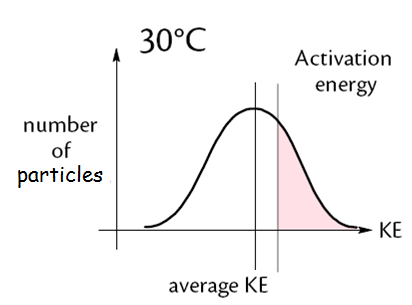 30°C
Activation
energy
number
of
particles
KE
average KE